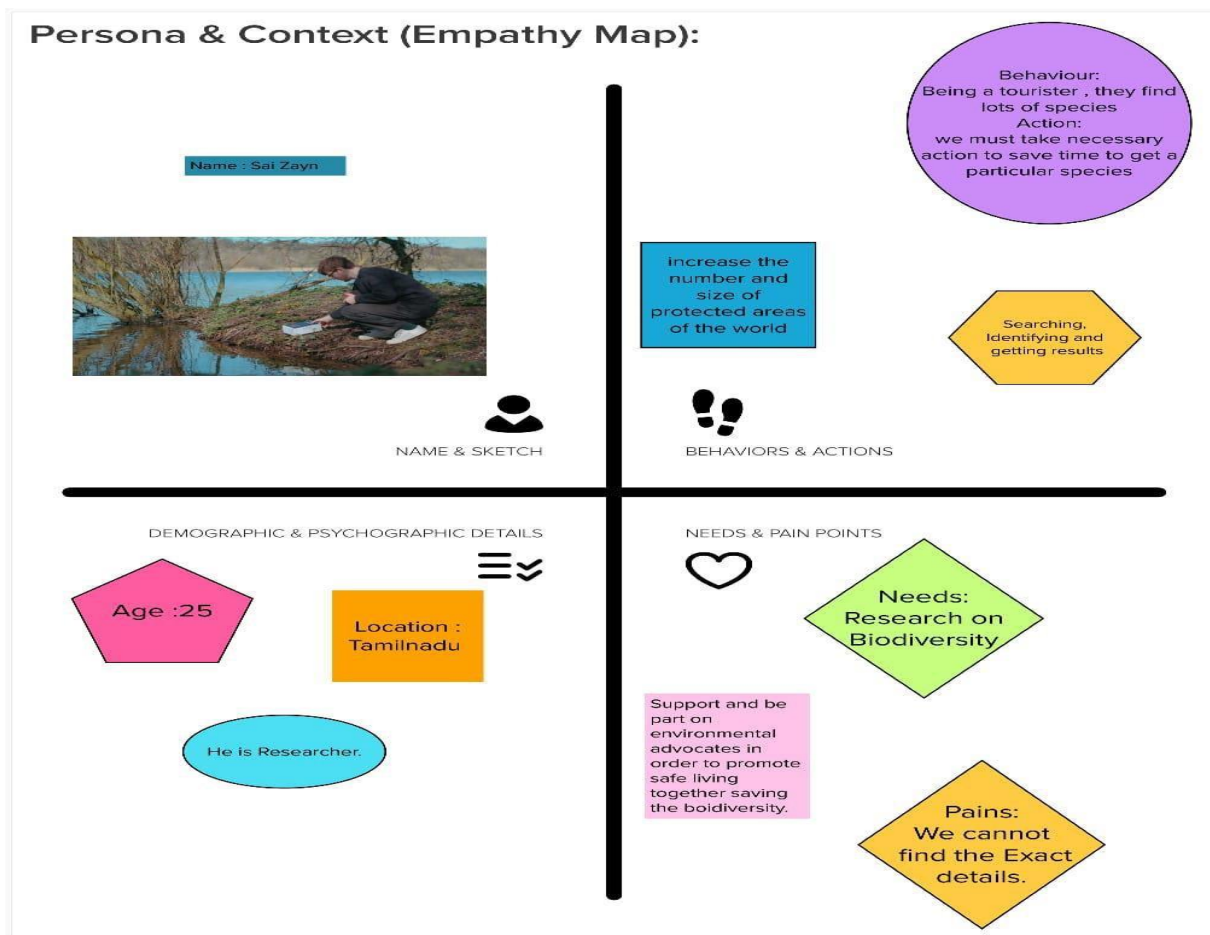 Persona & Context (Empathy Map):
Name : Sai Zayn
NAME & SKETCH
Behaviour:
Being a tourister , they find
lots of species
Action:
we must take necessary
action to save time to get a
particular species
increase the
number and
size of
protected areas
of the world
Searching,
Identifying and
getting results
BEHAVIORS & ACTIONS
DEMOGRAPHIC & PSYCHOGRAPHIC DETAILS
Age :25
Location :
Tamilnadu
He is Researcher.
NEEDS & PAIN POINTS
Needs:
Research on
Biodiversity
Support and be
part on
environmental
advocates in
order to promote
safe living
together saving
the boidiversity.
Pains:
We cannot
find the Exact
details.